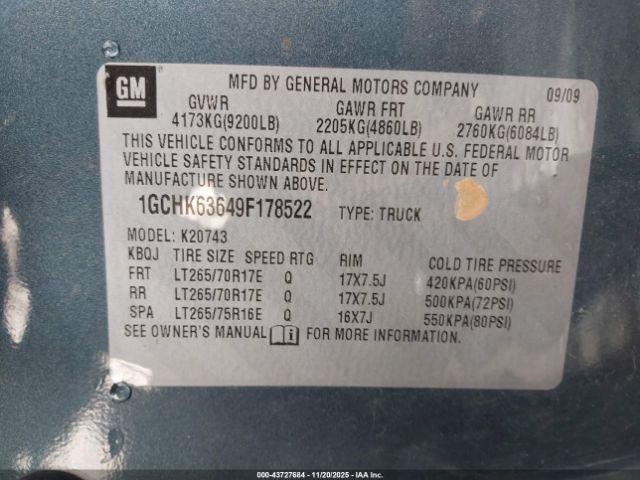 GM
MFD BY GENERAL MOTORS COMPANY 09/09
GVWR GAWR FRT GAWR RR
4173KG(9200LB) 2205KG(4860LB) 2760KG(6084LB)
THIS VEHICLE CONFORMS TO ALL APPLICABLE U.S. FEDERAL MOTOR
VEHICLE SAFETY STANDARDS IN EFFECT ON THE DATE OF
MANUFACTURE SHOWN ABOVE.
1GCHK63649F178522 TYPE: TRUCK
MODEL: K20743
KBQJ TIRE SIZE SPEED RTG RIM COLD TIRE PRESSURE
FRT LT265/70R17E Q 17X7.5J 420KPA(60PSI)
RR LT265/70R17E Q 17X7.5J 500KPA(72PSI)
SPA LT265/75R16E Q 16X7J 550KPA(80PSI)
SEE OWNER'S MANUAL FOR MORE INFORMATION.
000-43727684 - 11/20/2025 - IAA Inc.